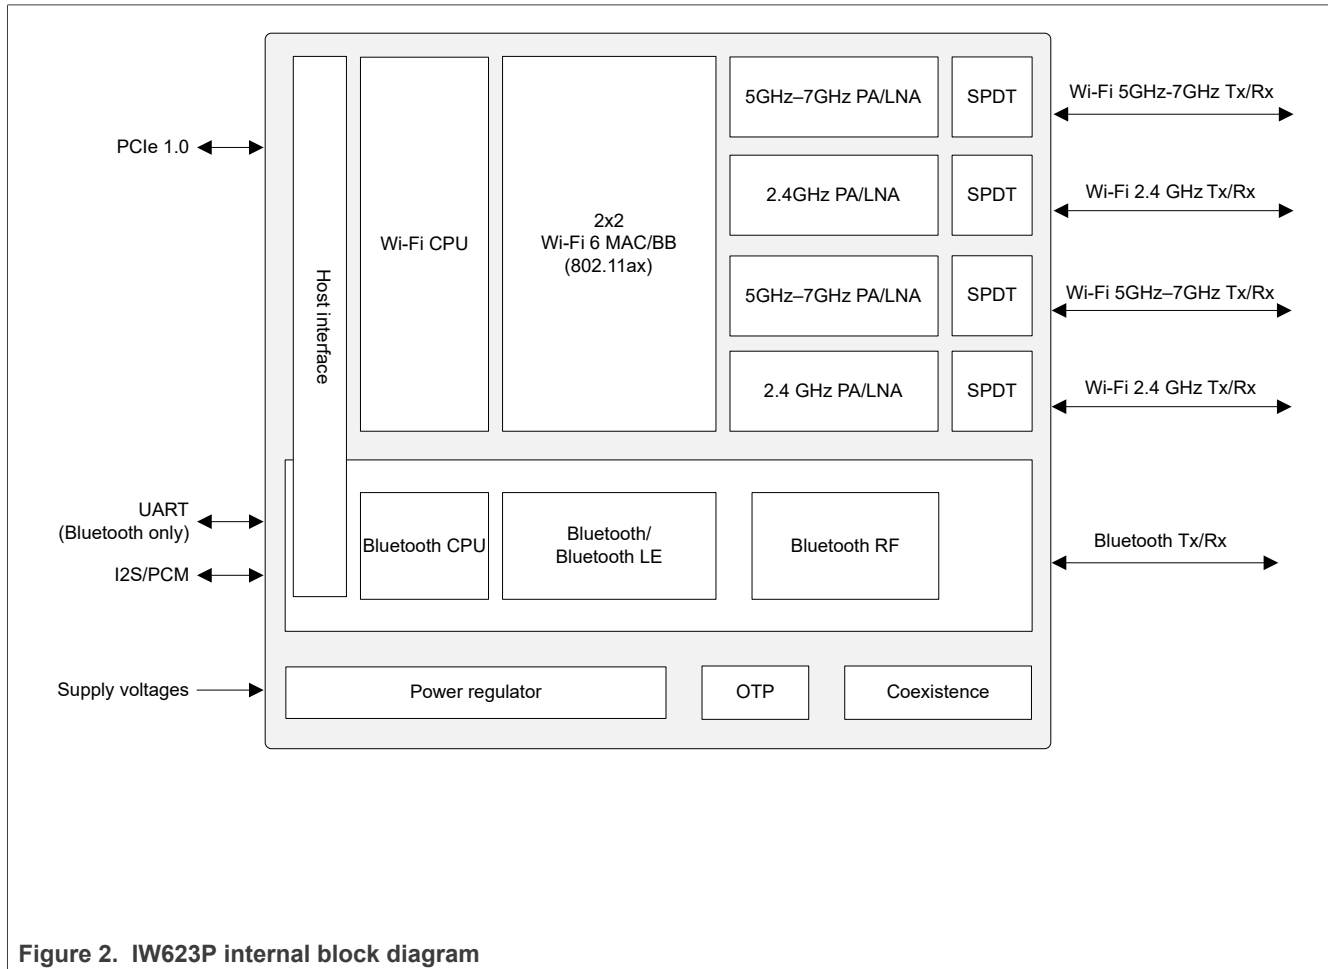 5GHz–7GHz PA/LNA
SPDT
Wi-Fi 5GHz-7GHz Tx/Rx
PCIe 1.0
2.4GHz PA/LNA
SPDT
Wi-Fi 2.4 GHz Tx/Rx
Host interface
Wi-Fi CPU
2x2
Wi-Fi 6 MAC/BB
(802.11ax)
5GHz–7GHz PA/LNA
SPDT
Wi-Fi 5GHz–7GHz Tx/Rx
2.4 GHz PA/LNA
SPDT
Wi-Fi 2.4 GHz Tx/Rx
UART
(Bluetooth only)
I2S/PCM
Bluetooth CPU
Bluetooth/
Bluetooth LE
Bluetooth RF
Bluetooth Tx/Rx
Supply voltages
Power regulator
OTP
Coexistence
Figure 2. IW623P internal block diagram